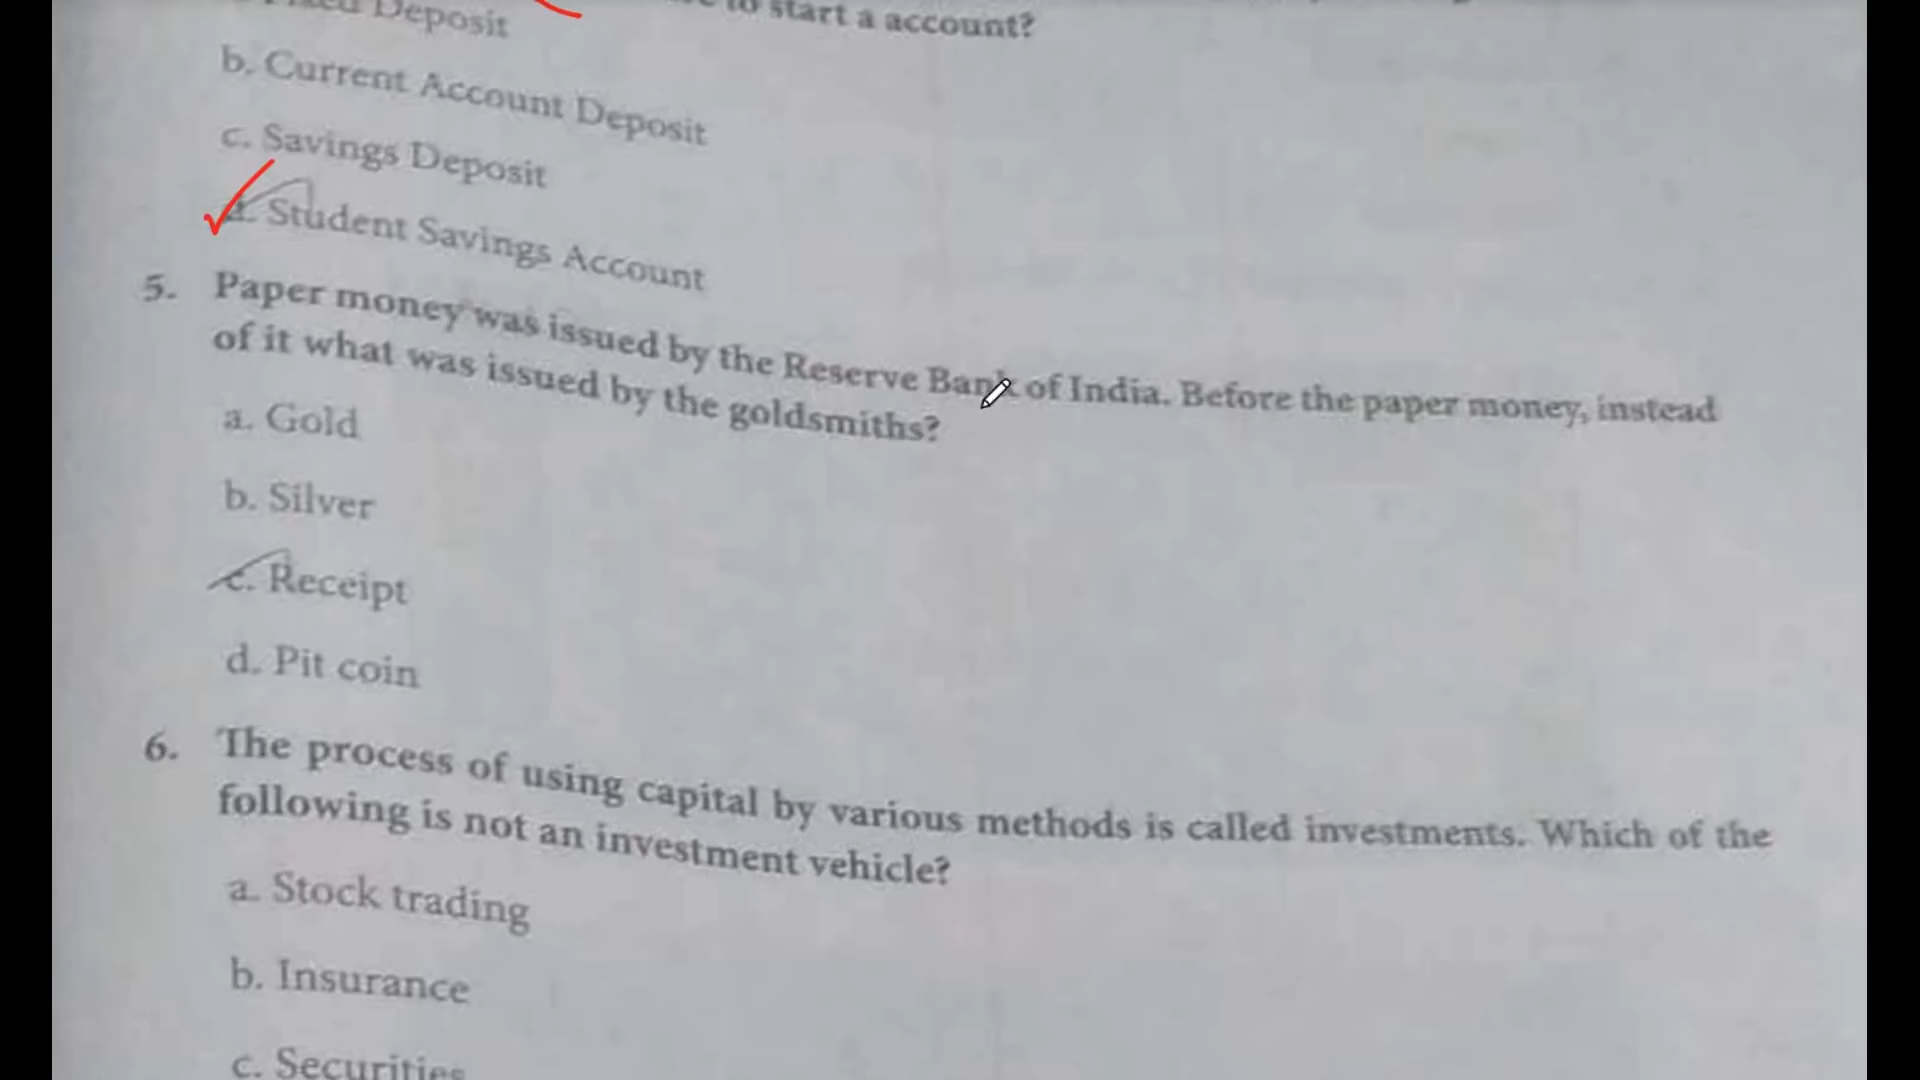 Deposit
to start a account?
b. Current Account Deposit
c. Savings Deposit
d. Student Savings Account
5. Paper money was issued by the Reserve Bank of India. Before the paper money, instead
of it what was issued by the goldsmiths?
a. Gold
b. Silver
c. Receipt
d. Pit coin
6. The process of using capital by various methods is called investments. Which of the
following is not an investment vehicle?
a. Stock trading
b. Insurance
c. Securities